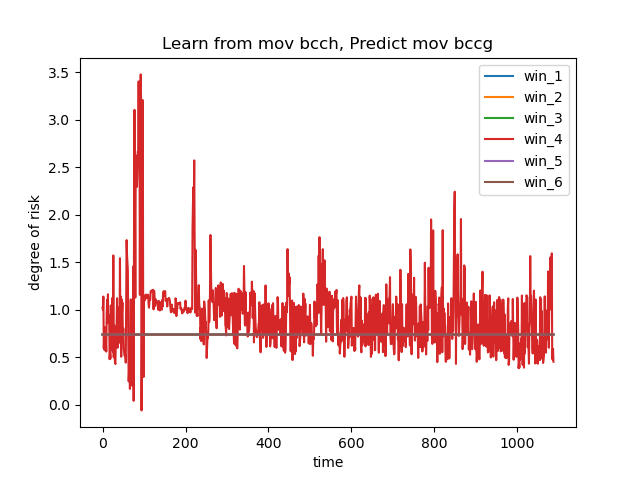 Learn from mov bcch, Predict mov bccg
degree of risk
3.5
3.0
2.5
2.0
1.5
1.0
0.5
0.0
win_1
win_2
win_3
win_4
win_5
win_6
0
200
400
600
800
1000
time